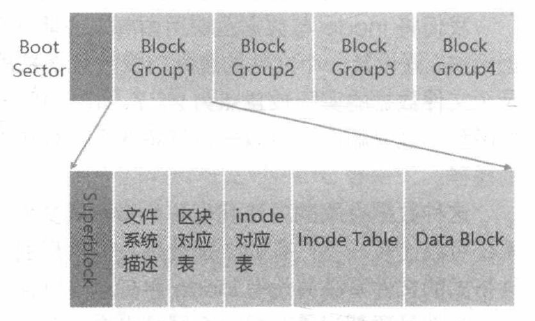 Boot
Sector
Block
Group1
Block
Group2
Block
Group3
Block
Group4
Superblock
文件
系统
描述
区块
对应
表
inode
对应
表
Inode Table
Data Block